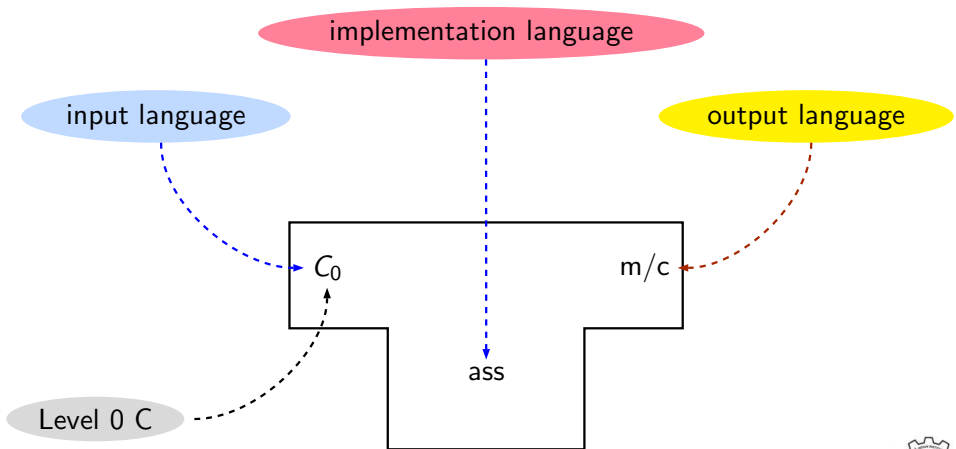 implementation language
input language
output language
C₀
m/c
ass
Level 0 C